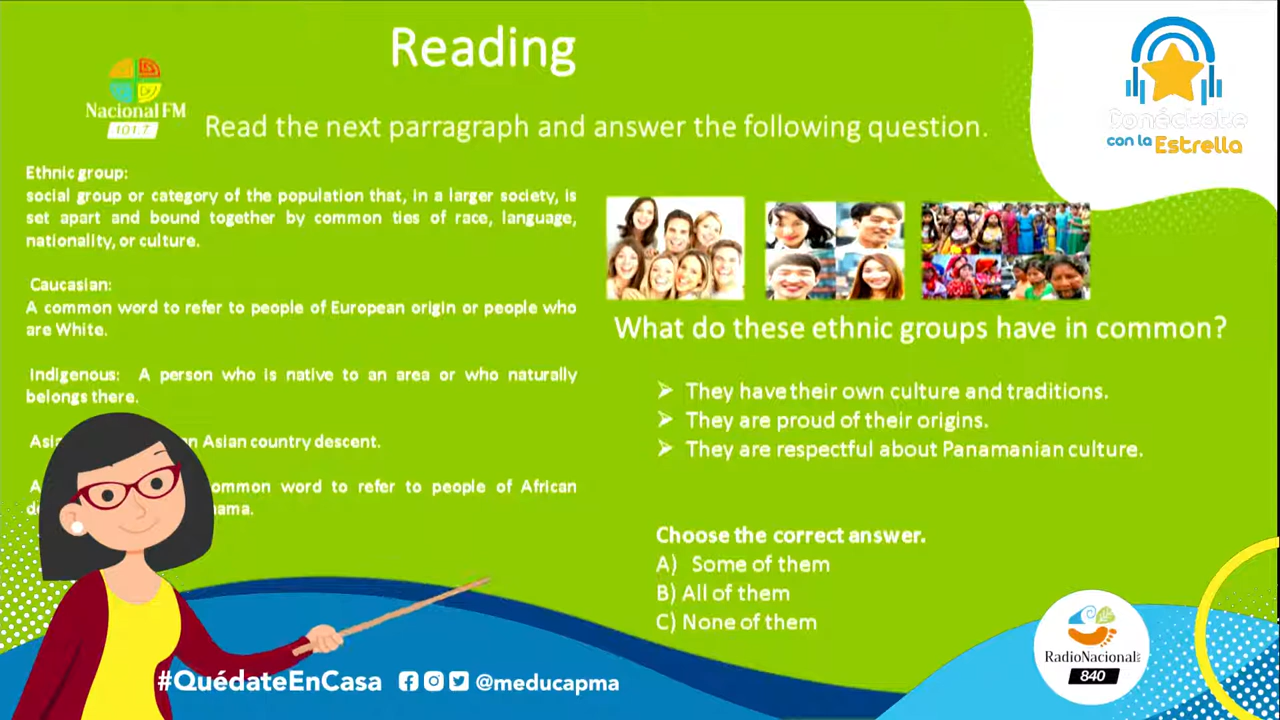 Reading
Nacional FM
101.7
Read the next parragraph and answer the following question.
Conéctate
con la Estrella
Ethnic group:
social group or category of the population that, in a larger society, is
set apart and bound together by common ties of race, language,
nationality, or culture.
Caucasian:
A common word to refer to people of European origin or people who
are White.
Indigenous: A person who is native to an area or who naturally
belongs there.
Asian country descent.
word to refer to people of African
What do these ethnic groups have in common?
➢ They have their own culture and traditions.
➢ They are proud of their origins.
➢ They are respectful about Panamanian culture.
Choose the correct answer.
A) Some of them
B) All of them
C) None of them
#QuédateEnCasa @meducapma
RadioNacional
840